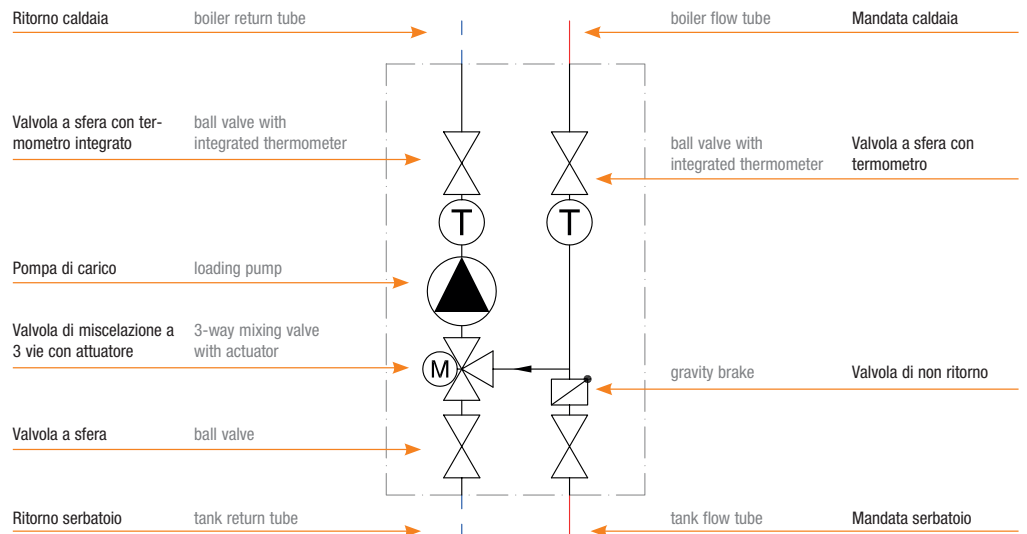 Ritorno caldaia
boiler return tube
boiler flow tube
Mandata caldaia
Valvola a sfera con ter-
mometro integrato
ball valve with
integrated thermometer
ball valve with
integrated thermometer
Valvola a sfera con
termometro
T
T
Pompa di carico
loading pump
Valvola di miscelazione a
3 vie con attuatore
3-way mixing valve
with actuator
M
gravity brake
Valvola di non ritorno
Valvola a sfera
ball valve
Ritorno serbatoio
tank return tube
tank flow tube
Mandata serbatoio